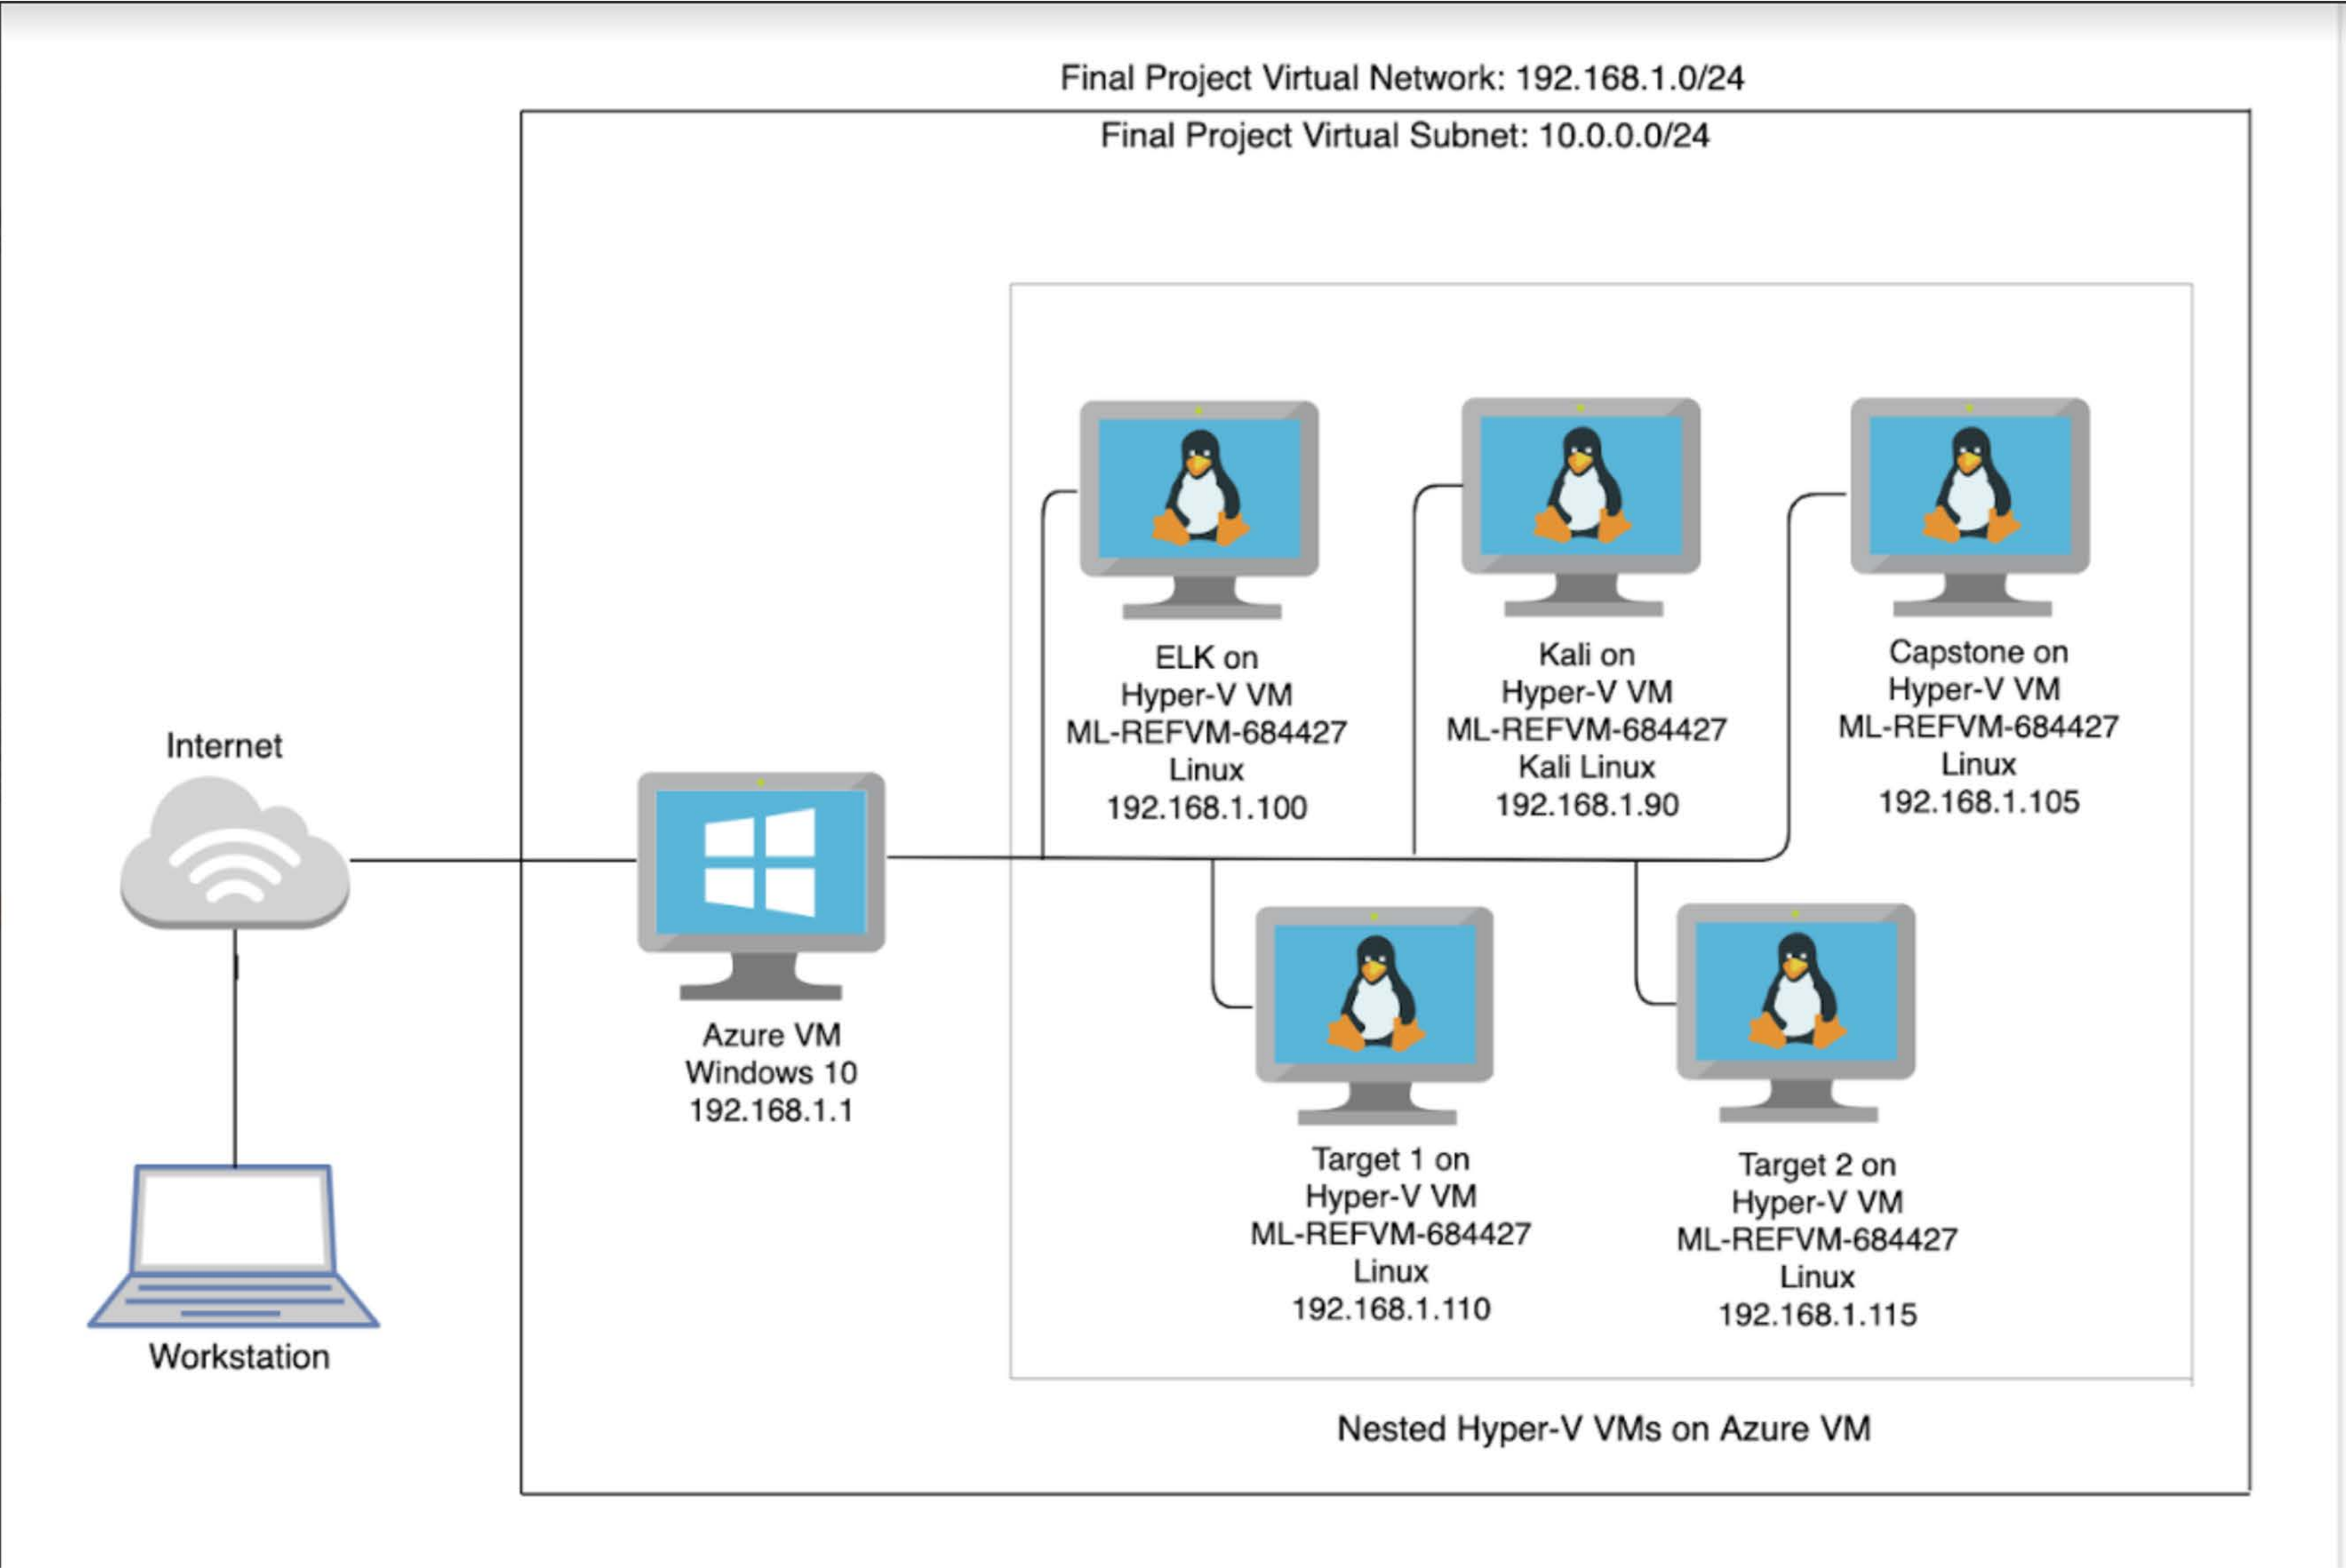 Final Project Virtual Network: 192.168.1.0/24
Final Project Virtual Subnet: 10.0.0.0/24
ELK on
Hyper-V VM
ML-REFVM-684427
Linux
192.168.1.100
Kali on
Hyper-V VM
ML-REFVM-684427
Kali Linux
192.168.1.90
Capstone on
Hyper-V VM
ML-REFVM-684427
Linux
192.168.1.105
Internet
Azure VM
Windows 10
192.168.1.1
Target 1 on
Hyper-V VM
ML-REFVM-684427
Linux
192.168.1.110
Target 2 on
Hyper-V VM
ML-REFVM-684427
Linux
192.168.1.115
Workstation
Nested Hyper-V VMs on Azure VM